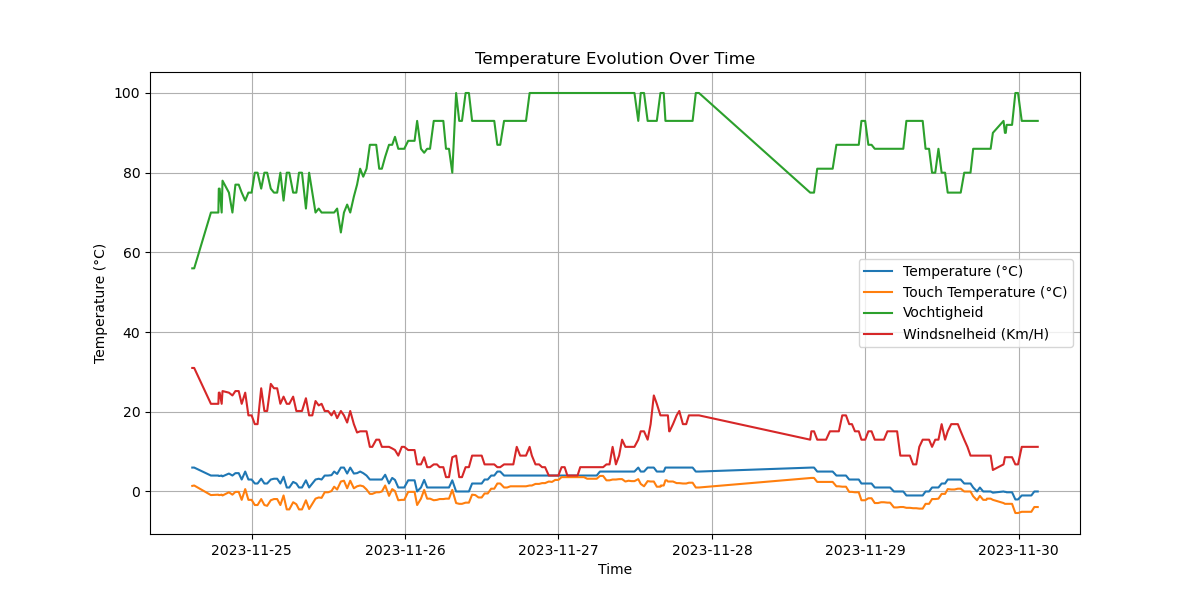 Temperature Evolution Over Time
Temperature (°C)
100
80
60
40
20
0
Temperature (°C)
Touch Temperature (°C)
Vochtigheid
Windsnelheid (Km/H)
2023-11-25
2023-11-26
2023-11-27
2023-11-28
2023-11-29
2023-11-30
Time